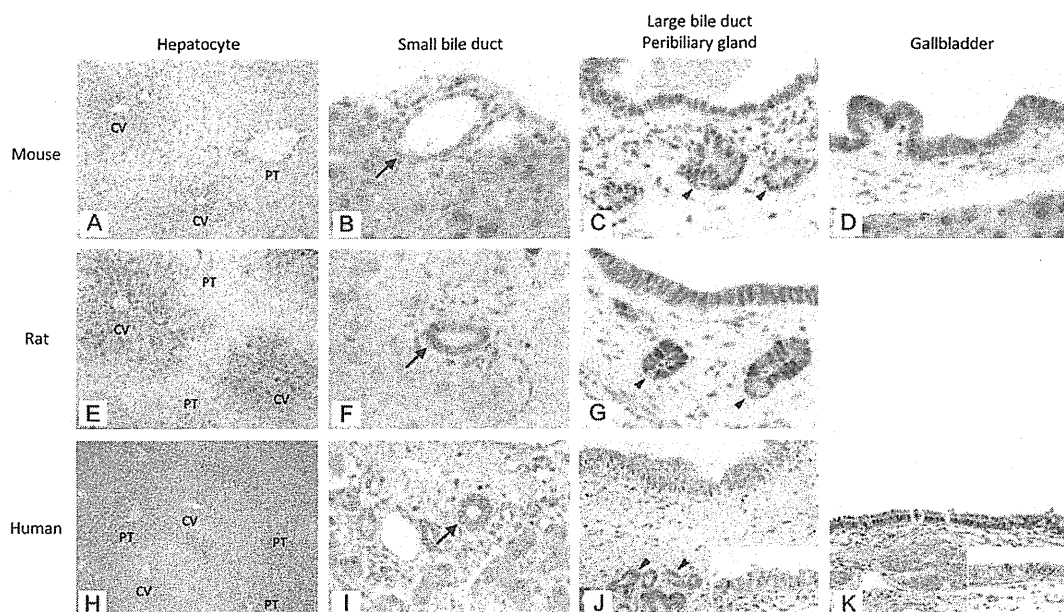 Hepatocyte
Small bile duct
Large bile duct
Peribiliary gland
Gallbladder
Mouse
CV
PT
CV
A
B
C
D
Rat
PT
CV
PT
CV
E
F
G
Human
CV
PT
PT
CV
PT
H
I
J
K